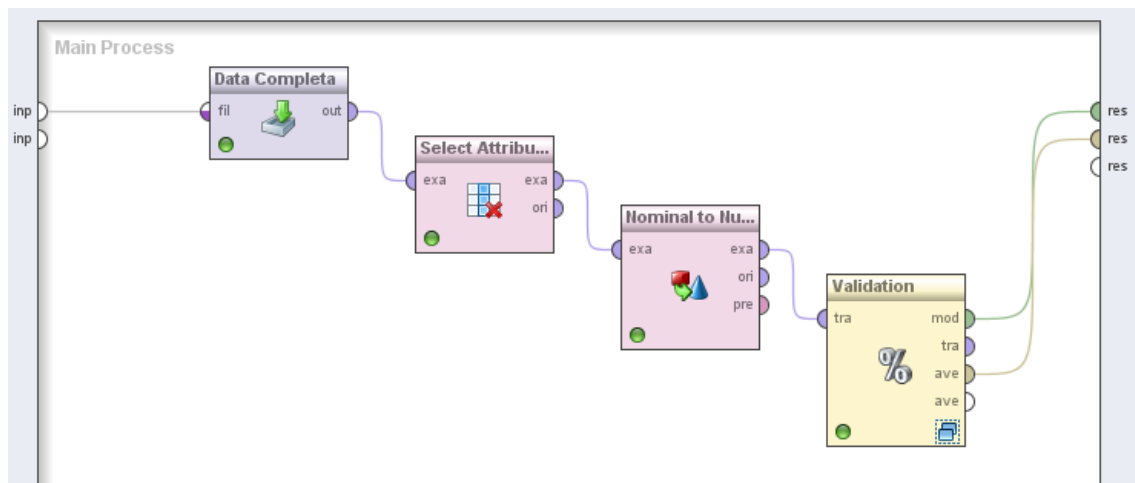 Main Process
Data Completa
inp
fil
out
res
inp
res
Select Attribu...
exa
exa
res
ori
Nominal to Nu...
exa
exa
ori
Validation
pre
tra
mod
tra
%
ave
ave